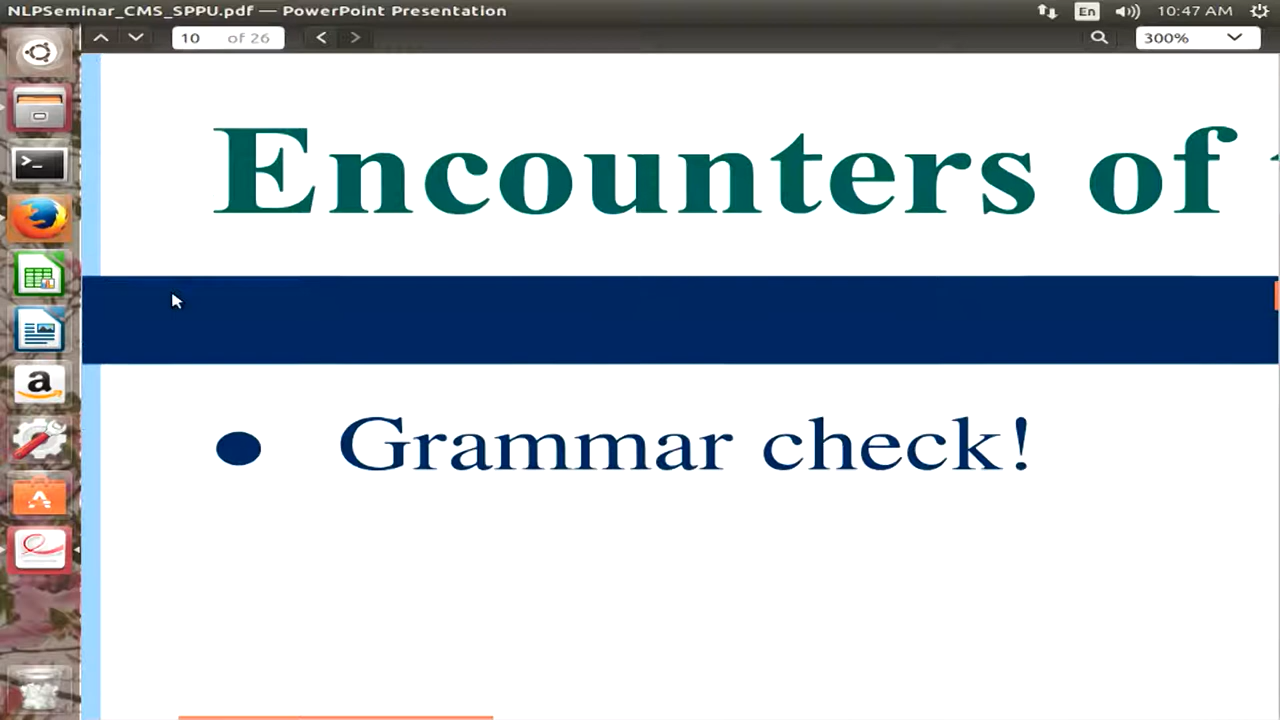 NLPSeminar_CMS_SPPU.pdf — PowerPoint Presentation
En
10:47 AM
10 of 26
300%
Encounters of
• Grammar check!